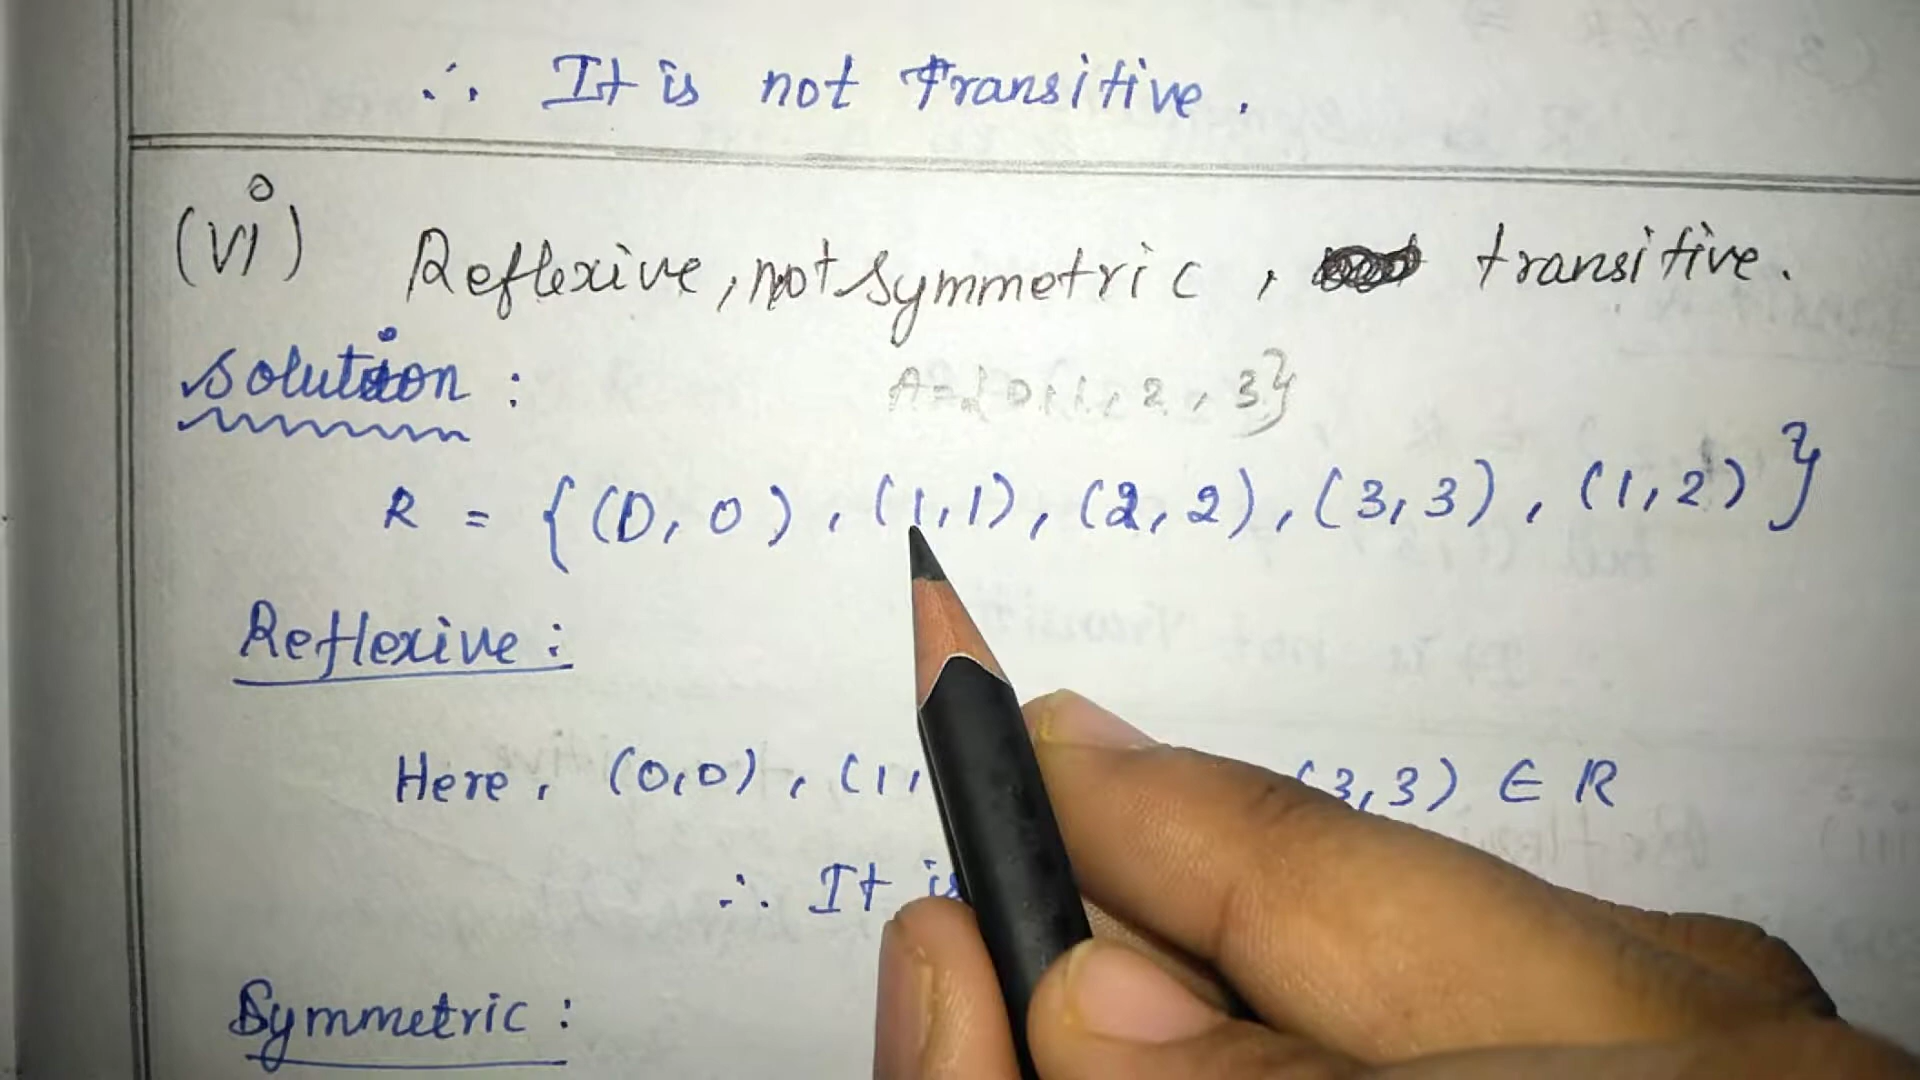 ∴ It is not Transitive.
(vi) Reflexive, not symmetric, transitive.
Solution :
A = {0, 1, 2, 3}
R = {(0, 0), (1, 1), (2, 2), (3, 3), (1, 2)}
Reflexive :
Here, (0,0), (1, 3,3) ∈ R
∴ It is
Symmetric :